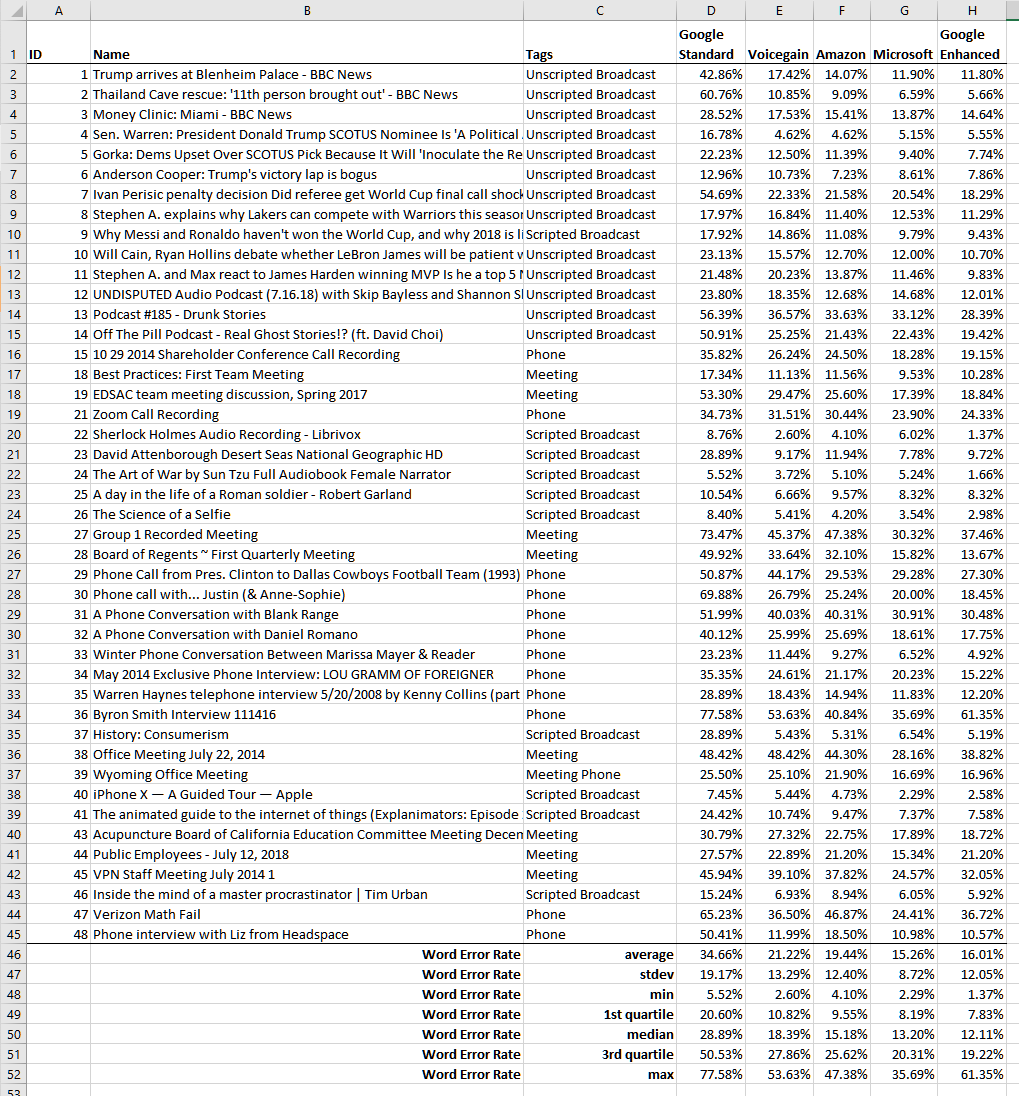 A B C D E F G H
Google Google
1 ID Name Tags Standard Voicegain Amazon Microsoft Enhanced
2 1 Trump arrives at Blenheim Palace - BBC News Unscripted Broadcast 42.86% 17.42% 14.07% 11.90% 11.80%
3 2 Thailand Cave rescue: '11th person brought out' - BBC News Unscripted Broadcast 60.76% 10.85% 9.09% 6.59% 5.66%
4 3 Money Clinic: Miami - BBC News Unscripted Broadcast 28.52% 17.53% 15.41% 13.87% 14.64%
5 4 Sen. Warren: President Donald Trump SCOTUS Nominee Is 'A Political Unscripted Broadcast 16.78% 4.62% 4.62% 5.15% 5.55%
6 5 Gorka: Dems Upset Over SCOTUS Pick Because It Will 'Inoculate the Re Unscripted Broadcast 22.23% 12.50% 11.39% 9.40% 7.74%
7 6 Anderson Cooper: Trump's victory lap is bogus Unscripted Broadcast 12.96% 10.73% 7.23% 8.61% 7.86%
8 7 Ivan Perisic penalty decision Did referee get World Cup final call shock Unscripted Broadcast 54.69% 22.33% 21.58% 20.54% 18.29%
9 8 Stephen A. explains why Lakers can compete with Warriors this seasor Unscripted Broadcast 17.97% 16.84% 11.40% 12.53% 11.29%
10 9 Why Messi and Ronaldo haven't won the World Cup, and why 2018 is li Scripted Broadcast 17.92% 14.86% 11.08% 9.79% 9.43%
11 10 Will Cain, Ryan Hollins debate whether LeBron James will be patient v Unscripted Broadcast 23.13% 15.57% 12.70% 12.00% 10.70%
12 11 Stephen A. and Max react to James Harden winning MVP Is he a top 5 Unscripted Broadcast 21.48% 20.23% 13.87% 11.46% 9.83%
13 12 UNDISPUTED Audio Podcast (7.16.18) with Skip Bayless and Shannon Sl Unscripted Broadcast 23.80% 18.35% 12.68% 14.68% 12.01%
14 13 Podcast #185 - Drunk Stories Unscripted Broadcast 56.39% 36.57% 33.63% 33.12% 28.39%
15 14 Off The Pill Podcast - Real Ghost Stories!? (ft. David Choi) Unscripted Broadcast 50.91% 25.25% 21.43% 22.43% 19.42%
16 15 10 29 2014 Shareholder Conference Call Recording Phone 35.82% 26.24% 24.50% 18.28% 19.15%
17 18 Best Practices: First Team Meeting Meeting 17.34% 11.13% 11.56% 9.53% 10.28%
18 19 EDSAC team meeting discussion, Spring 2017 Meeting 53.30% 29.47% 25.60% 17.39% 18.84%
19 21 Zoom Call Recording Phone 34.73% 31.51% 30.44% 23.90% 24.33%
20 22 Sherlock Holmes Audio Recording - Librivox Scripted Broadcast 8.76% 2.60% 4.10% 6.02% 1.37%
21 23 David Attenborough Desert Seas National Geographic HD Scripted Broadcast 28.89% 9.17% 11.94% 7.78% 9.72%
22 24 The Art of War by Sun Tzu Full Audiobook Female Narrator Scripted Broadcast 5.52% 3.72% 5.10% 5.24% 1.66%
23 25 A day in the life of a Roman soldier - Robert Garland Scripted Broadcast 10.54% 6.66% 9.57% 8.32% 8.32%
24 26 The Science of a Selfie Scripted Broadcast 8.40% 5.41% 4.20% 3.54% 2.98%
25 27 Group 1 Recorded Meeting Meeting 73.47% 45.37% 47.38% 30.32% 37.46%
26 28 Board of Regents ~ First Quarterly Meeting Meeting 49.92% 33.64% 32.10% 15.82% 13.67%
27 29 Phone Call from Pres. Clinton to Dallas Cowboys Football Team (1993) Phone 50.87% 44.17% 29.53% 29.28% 27.30%
28 30 Phone call with... Justin (& Anne-Sophie) Phone 69.88% 26.79% 25.24% 20.00% 18.45%
29 31 A Phone Conversation with Blank Range Phone 51.99% 40.03% 40.31% 30.91% 30.48%
30 32 A Phone Conversation with Daniel Romano Phone 40.12% 25.99% 25.69% 18.61% 17.75%
31 33 Winter Phone Conversation Between Marissa Mayer & Reader Phone 23.23% 11.44% 9.27% 6.52% 4.92%
32 34 May 2014 Exclusive Phone Interview: LOU GRAMM OF FOREIGNER Phone 35.35% 24.61% 21.17% 20.23% 15.22%
33 35 Warren Haynes telephone interview 5/20/2008 by Kenny Collins (part Phone 28.89% 18.43% 14.94% 11.83% 12.20%
34 36 Byron Smith Interview 111416 Phone 77.58% 53.63% 40.84% 35.69% 61.35%
35 37 History: Consumerism Scripted Broadcast 28.89% 5.43% 5.31% 6.54% 5.19%
36 38 Office Meeting July 22, 2014 Meeting 48.42% 48.42% 44.30% 28.16% 38.82%
37 39 Wyoming Office Meeting Meeting Phone 25.50% 25.10% 21.90% 16.69% 16.96%
38 40 iPhone X — A Guided Tour — Apple Scripted Broadcast 7.45% 5.44% 4.73% 2.29% 2.58%
39 41 The animated guide to the internet of things (Explanimators: Episode Scripted Broadcast 24.42% 10.74% 9.47% 7.37% 7.58%
40 43 Acupuncture Board of California Education Committee Meeting Decen Meeting 30.79% 27.32% 22.75% 17.89% 18.72%
41 44 Public Employees - July 12, 2018 Meeting 27.57% 22.89% 21.20% 15.34% 21.20%
42 45 VPN Staff Meeting July 2014 1 Meeting 45.94% 39.10% 37.82% 24.57% 32.05%
43 46 Inside the mind of a master procrastinator | Tim Urban Scripted Broadcast 15.24% 6.93% 8.94% 6.05% 5.92%
44 47 Verizon Math Fail Phone 65.23% 36.50% 46.87% 24.41% 36.72%
45 48 Phone interview with Liz from Headspace Phone 50.41% 11.99% 18.50% 10.98% 10.57%
46 Word Error Rate average 34.66% 21.22% 19.44% 15.26% 16.01%
47 Word Error Rate stdev 19.17% 13.29% 12.40% 8.72% 12.05%
48 Word Error Rate min 5.52% 2.60% 4.10% 2.29% 1.37%
49 Word Error Rate 1st quartile 20.60% 10.82% 9.55% 8.19% 7.83%
50 Word Error Rate median 28.89% 18.39% 15.18% 13.20% 12.11%
51 Word Error Rate 3rd quartile 50.53% 27.86% 25.62% 20.31% 19.22%
52 Word Error Rate max 77.58% 53.63% 47.38% 35.69% 61.35%
53